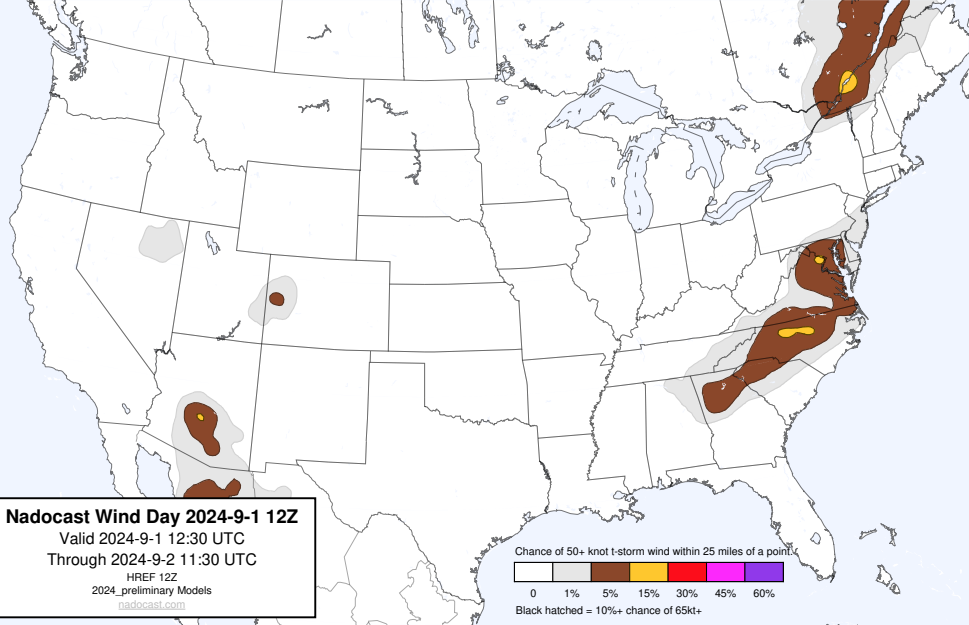 Nadocast Wind Day 2024-9-1 12Z
Valid 2024-9-1 12:30 UTC
Through 2024-9-2 11:30 UTC
HREF 12Z
2024_preliminary Models
nadocast.com
Chance of 50+ knot t-storm wind within 25 miles of a point.
0 1% 5% 15% 30% 45% 60%
Black hatched = 10%+ chance of 65kt+